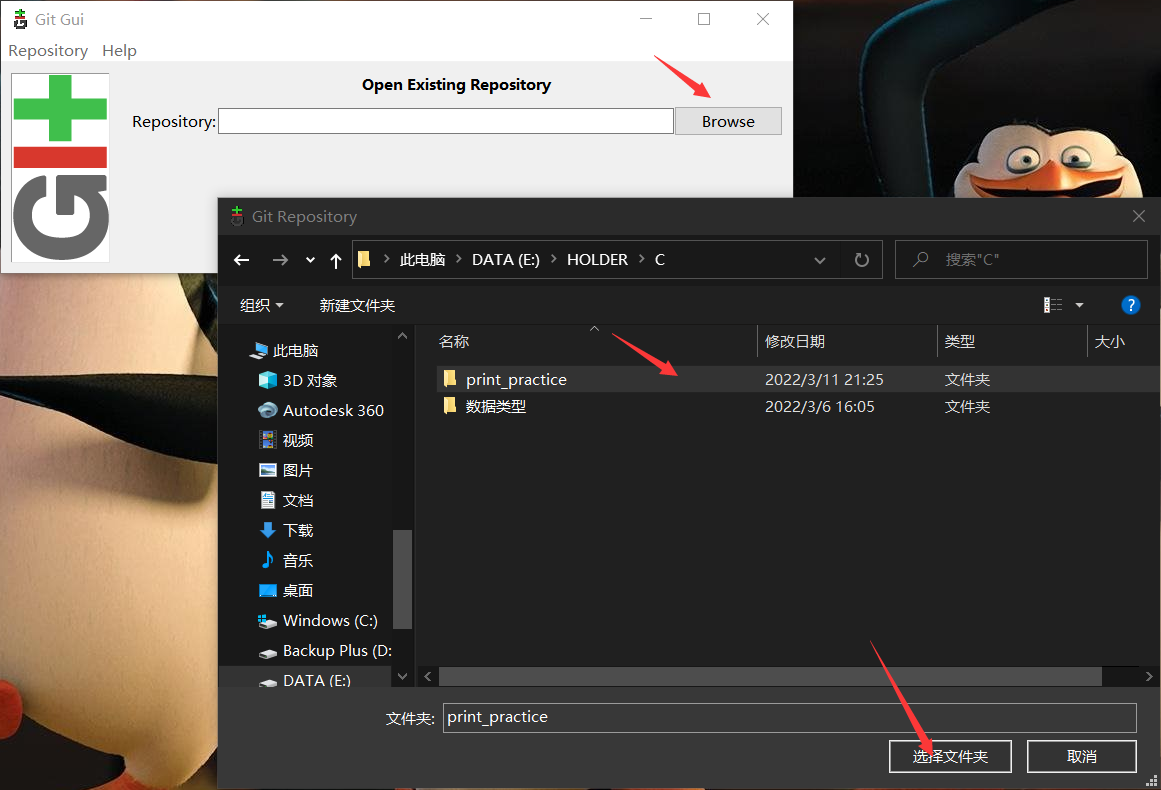 Git Gui
Repository Help
Open Existing Repository
Repository: Browse
GIT
Git Repository
此电脑 DATA (E:) HOLDER C 搜索"C"
组织 新建文件夹 ?
此电脑
3D 对象
Autodesk 360
视频
图片
文档
下载
音乐
桌面
Windows (C:)
Backup Plus (D:
DATA (E:)
名称 修改日期 类型 大小
print_practice 2022/3/11 21:25 文件夹
数据类型 2022/3/6 16:05 文件夹
文件夹: print_practice
选择文件夹 取消